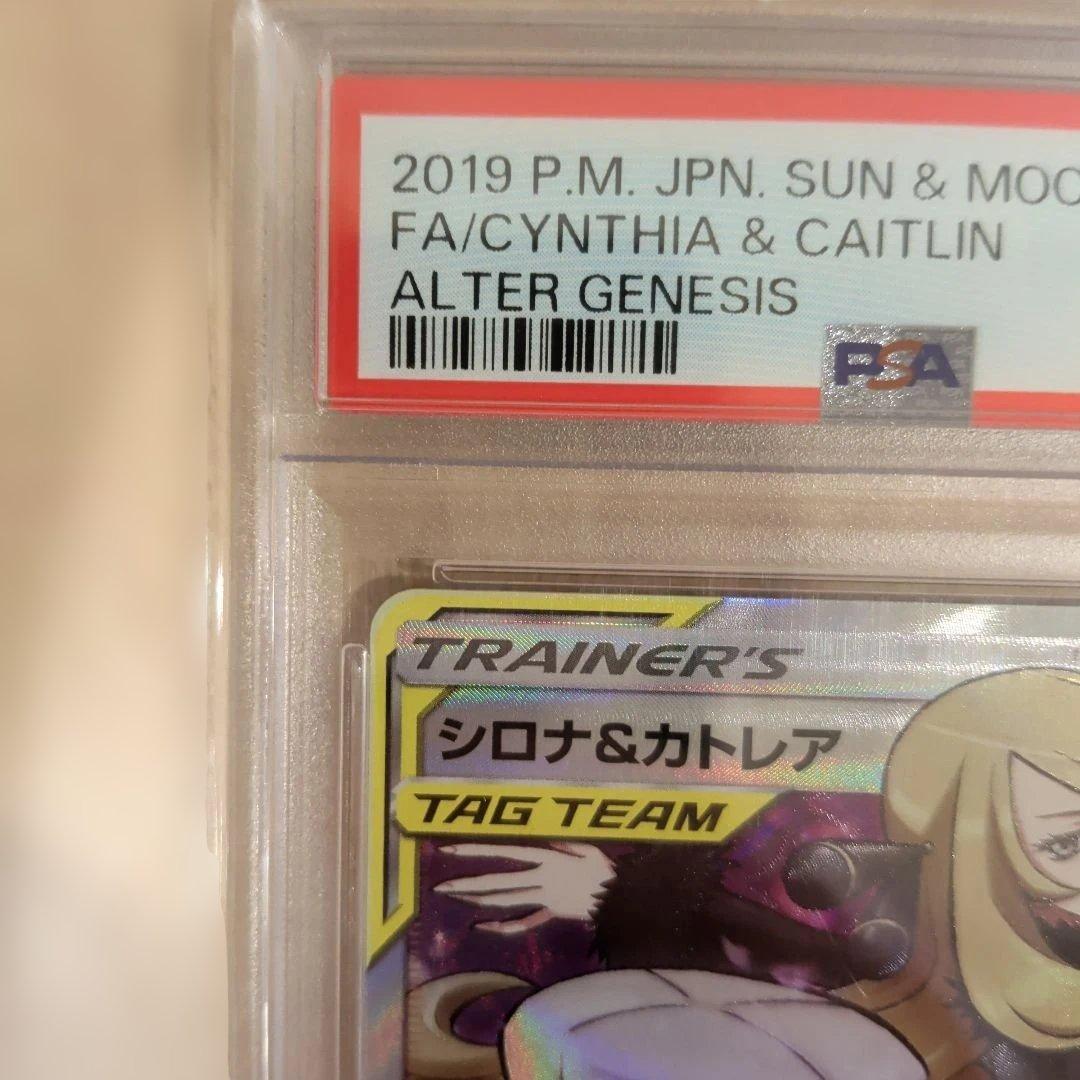 2019 P.M. JPN. SUN & MOO
FA/CYNTHIA & CAITLIN
ALTER GENESIS
PSA
TRAINER'S
シロナ&カトレア
TAG TEAM